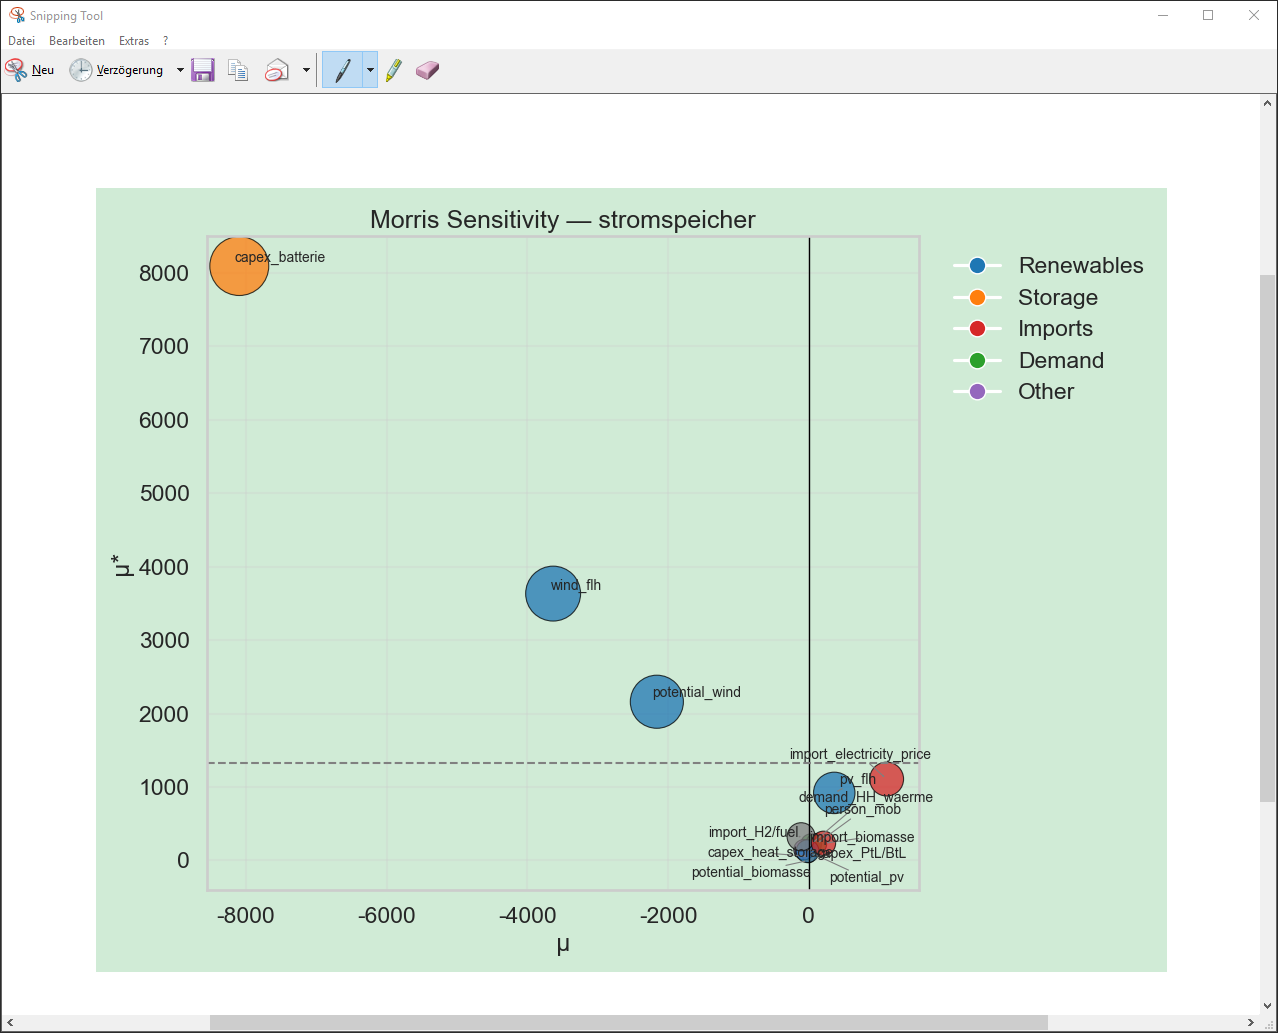 Snipping Tool
Datei Bearbeiten Extras ?
Neu Verzögerung
Morris Sensitivity — stromspeicher
capex_batterie
8000
7000
6000
5000
4000
3000
2000
1000
0
μ*
wind_flh
potential_wind
import_electricity_price
pv_flh
demand_HH_waerme
person_mob
import_H2/fuel
import_biomasse
capex_heat_storage
capex_PtL/BtL
potential_biomasse
potential_pv
-8000 -6000 -4000 -2000 0
μ
Renewables
Storage
Imports
Demand
Other